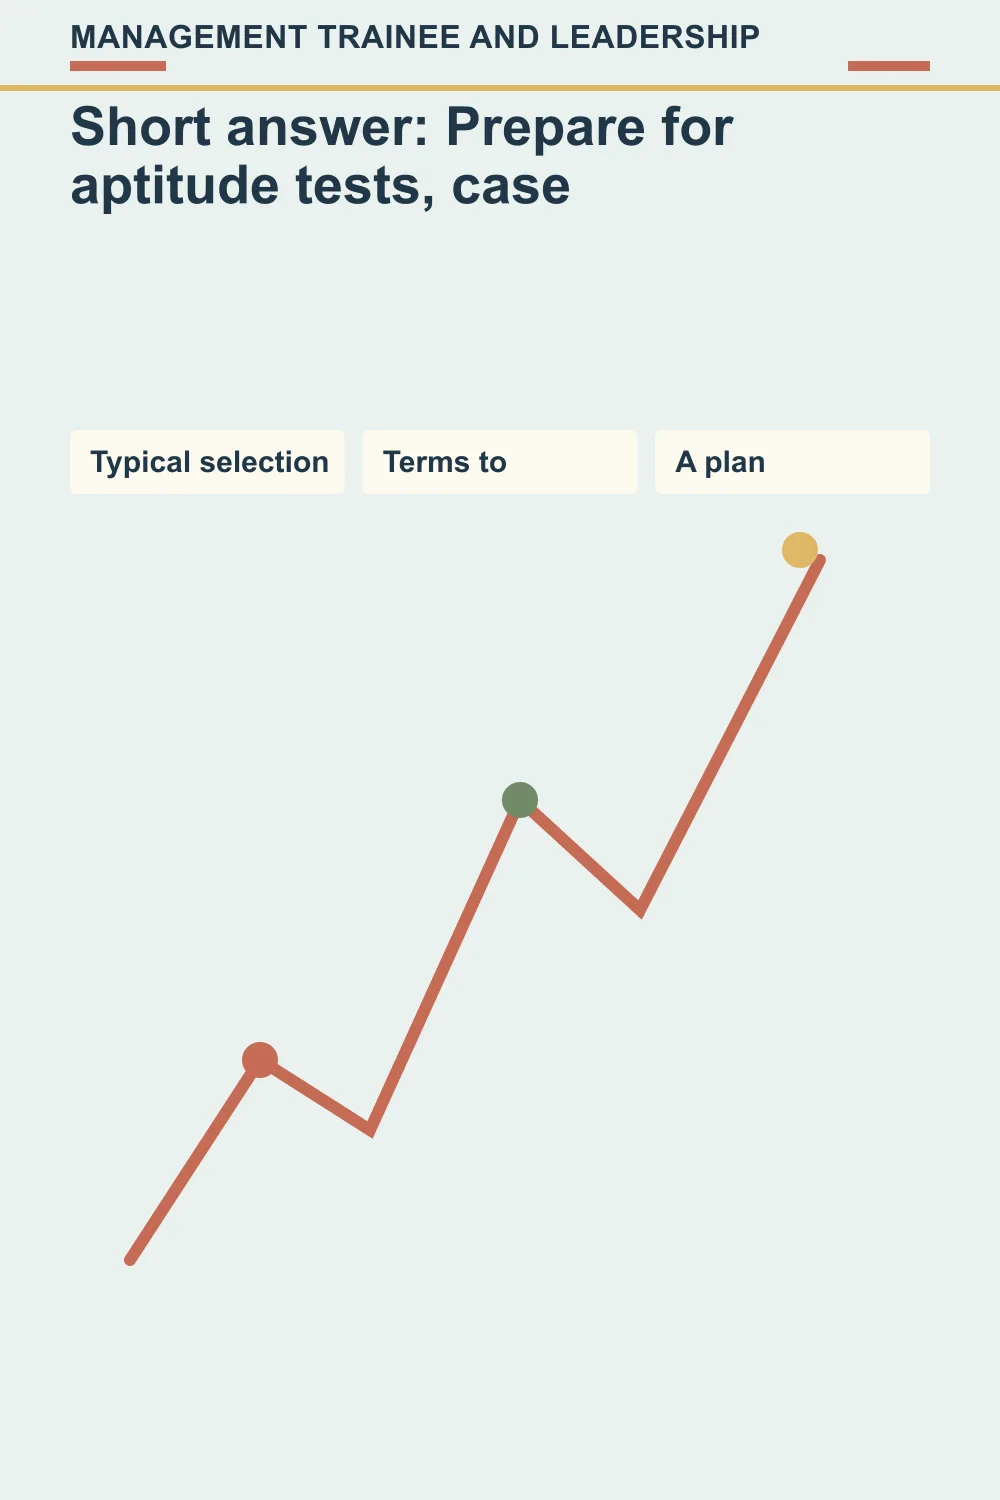 MANAGEMENT TRAINEE AND LEADERSHIP
Short answer: Prepare for
aptitude tests, case
Typical selection
Terms to
A plan